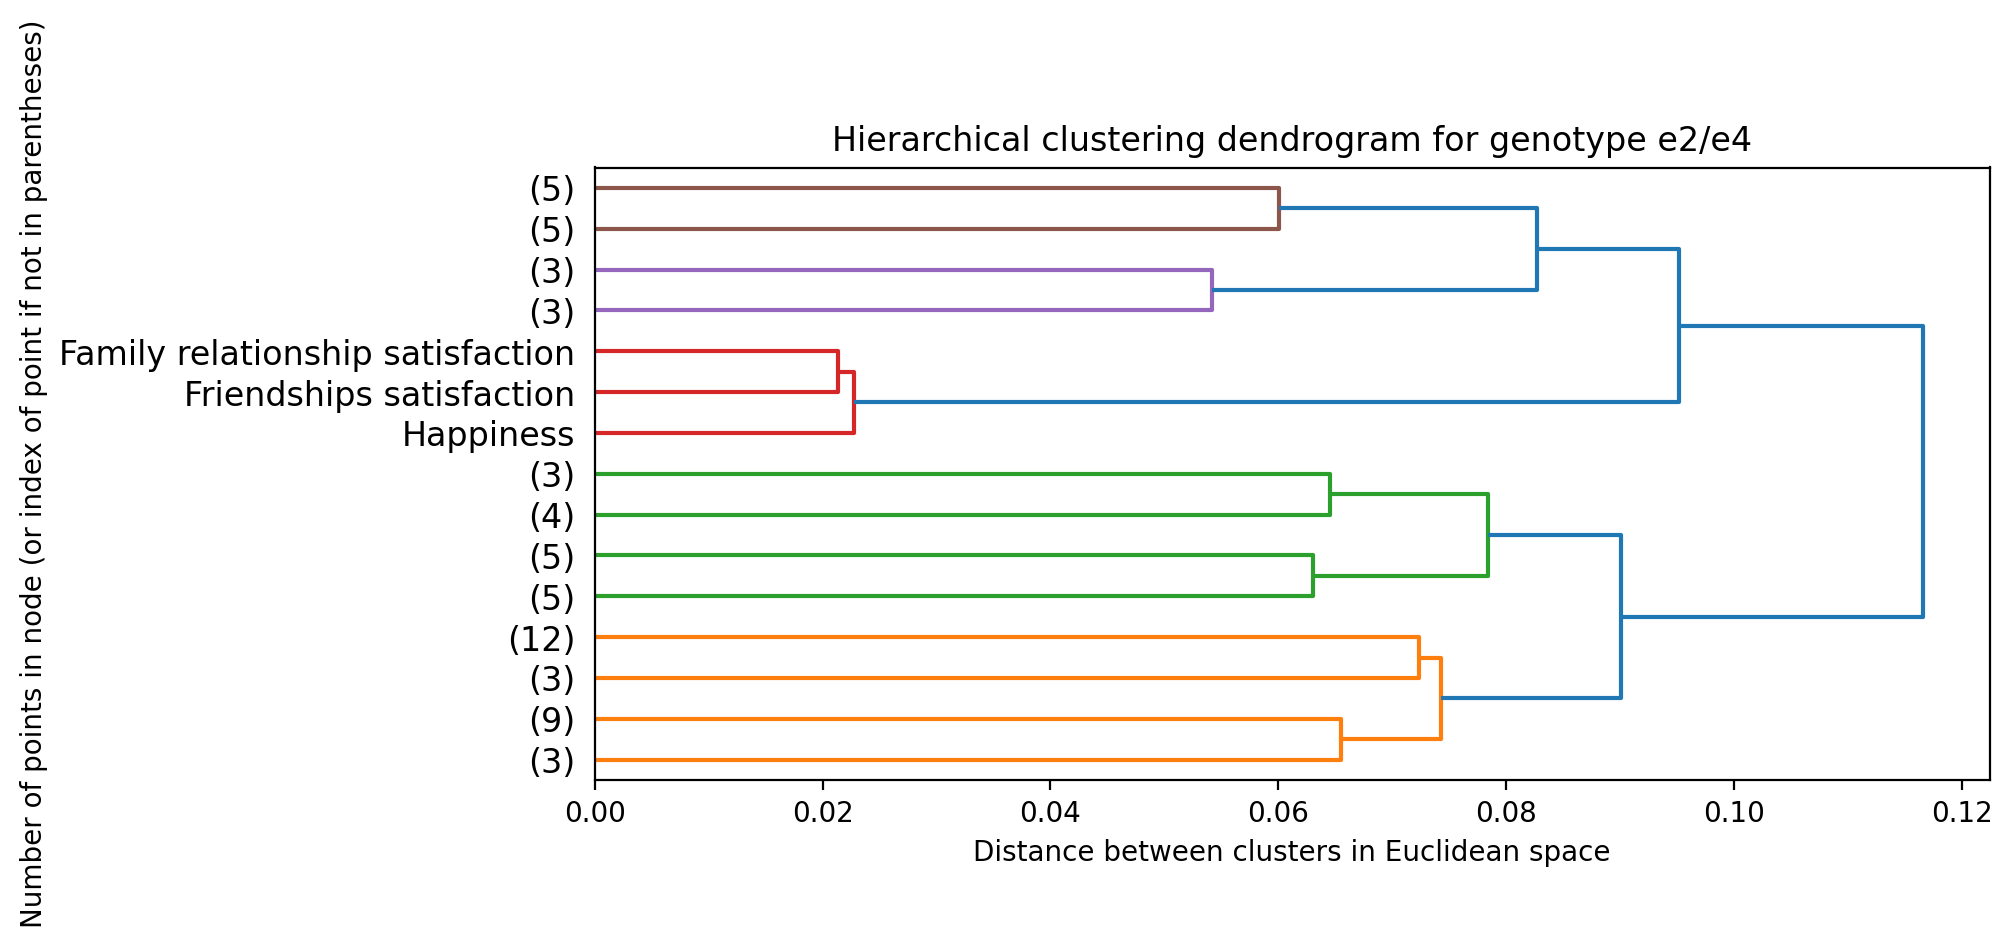 Hierarchical clustering dendrogram for genotype e2/e4
Number of points in node (or index of point if not in parentheses)
(5)
(5)
(3)
(3)
Family relationship satisfaction
Friendships satisfaction
Happiness
(3)
(4)
(5)
(5)
(12)
(3)
(9)
(3)
0.00 0.02 0.04 0.06 0.08 0.10 0.12
Distance between clusters in Euclidean space